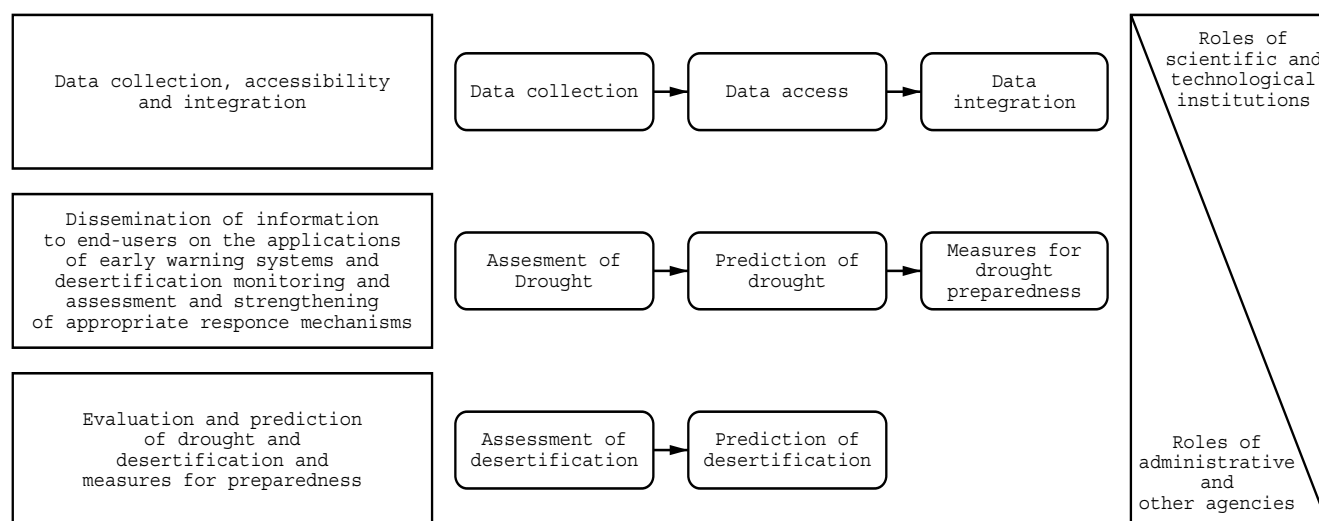 Data collection, accessibility
and integration
Data collection
Data access
Data
integration
Roles of
scientific and
technological
institutions
Dissemination of information
to end-users on the applications
of early warning systems and
desertification monitoring and
assessment and strengthening
of appropriate responce mechanisms
Assesment of
Drought
Prediction of
drought
Measures for
drought
preparedness
Evaluation and prediction
of drought and
desertification and
measures for preparedness
Assessment of
desertification
Prediction of
desertification
Roles of
administrative
and
other agencies